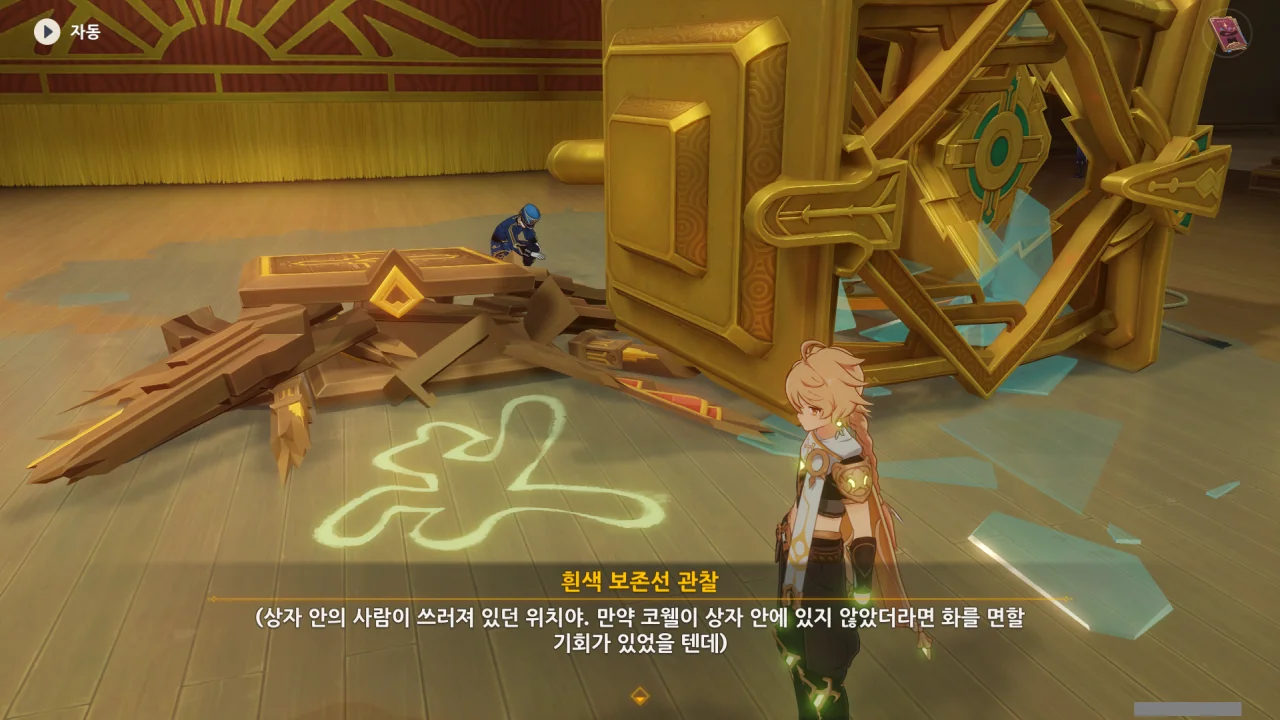 자동
흰색 보존선 관찰
(상자 안의 사람이 쓰러져 있던 위치야. 만약 코웰이 상자 안에 있지 않았더라면 화를 면할
기회가 있었을 텐데)